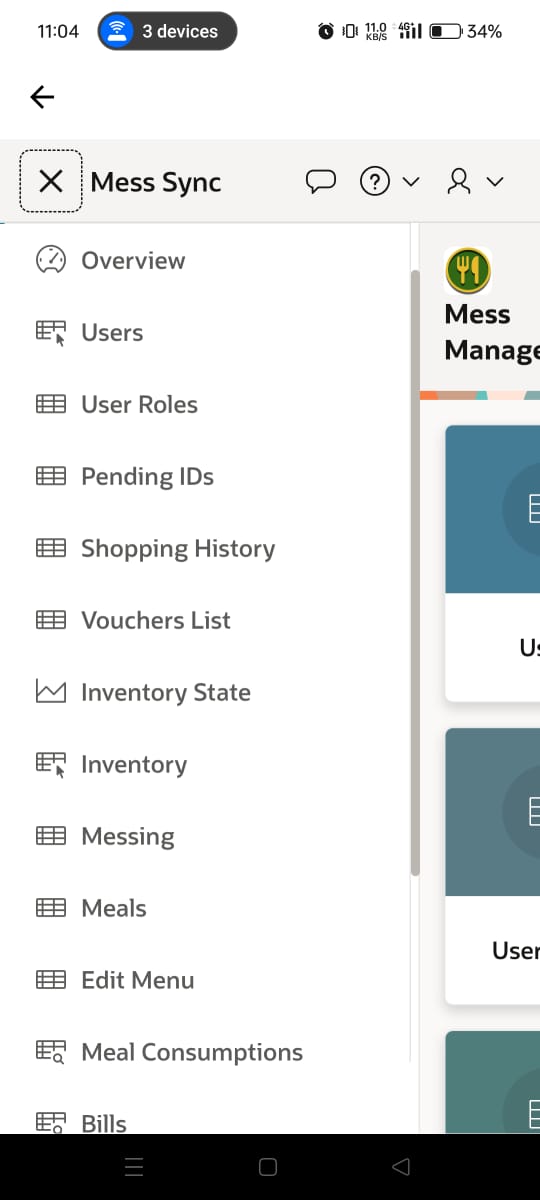 11:04
3 devices
11.0
KB/S
4G
34%
Mess Sync
Overview
Users
User Roles
Pending IDs
Shopping History
Vouchers List
Inventory State
Inventory
Messing
Meals
Edit Menu
Meal Consumptions
Bills
Mess
Manage
Us
User